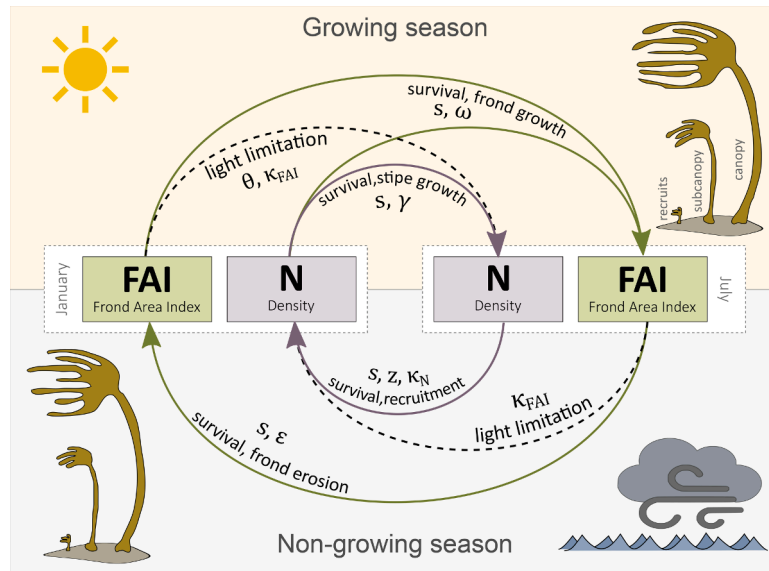 Growing season
survival, frond growth
s, ω
light limitation
θ, κFAI
survival,stipe growth
s, γ
recruits
subcanopy
canopy
January
FAI
Frond Area Index
N
Density
N
Density
FAI
Frond Area Index
July
s, z, κN
survival,recruitment
κFAI
light limitation
s, ε
survival, frond erosion
Non-growing season